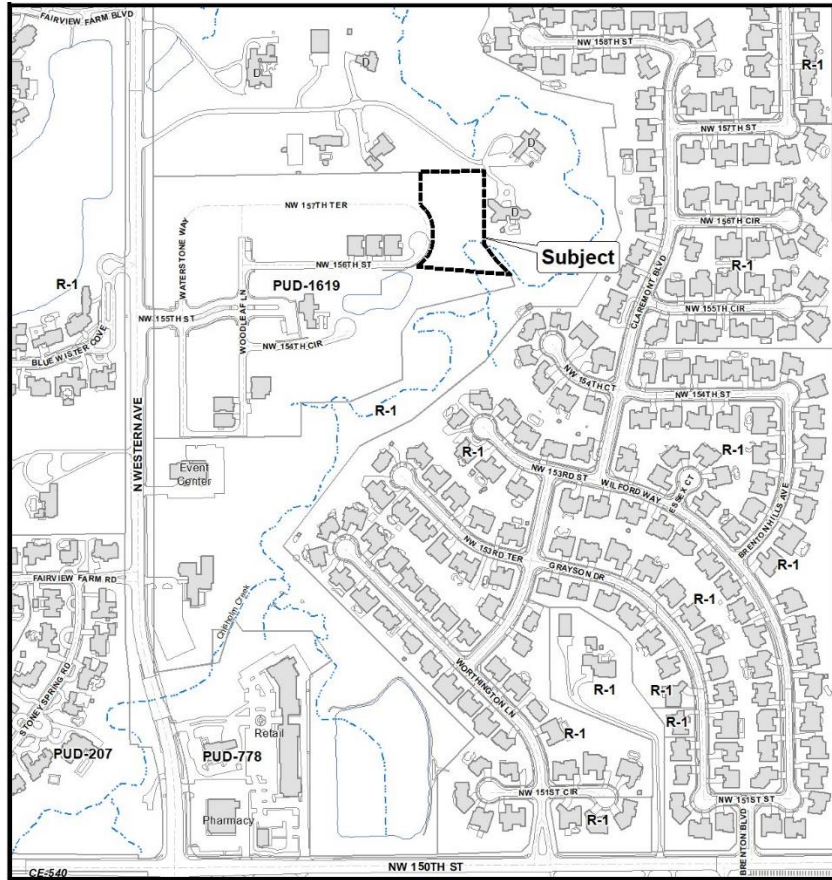 FAIRVIEW FARM BLVD
NW 158TH ST
R-1
D
D
NW 157TH ST
D
NW 157TH TER
WATERSTONE WAY
D
NW 156TH CIR
Subject
NW 156TH ST
R-1
R-1
PUD-1619
CLAREMONT BLVD
WOODLEAF LN
NW 155TH ST
NW 155TH CIR
BLUE WISTER COVE
NW 154TH CIR
NW 154TH CT
NW 154TH ST
N WESTERN AVE
R-1
R-1
R-1
Event
Center
NW 153RD ST
WILFORD WAY
ESSEX CT
BRENTON HILLS AVE
NW 153RD TER
R-1
GRAYSON DR
FAIRVIEW FARM RD
Chisholm Creek
R-1
STONEY SPRING RD
WORTHINGTON LN
R-1
R-1
R-1
R-1
Retail
PUD-207
PUD-778
NW 151ST CIR
NW 151ST ST
Pharmacy
R-1
BRENTON BLVD
CE-540
NW 150TH ST